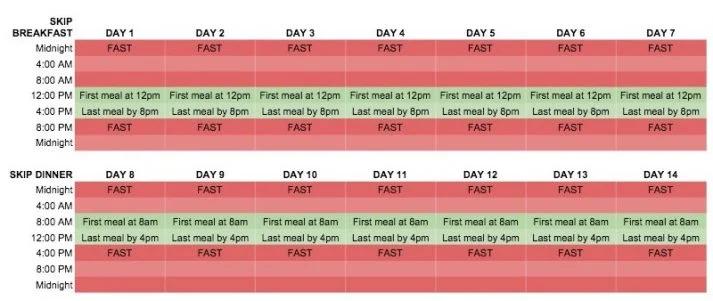 SKIP
BREAKFAST DAY 1 DAY 2 DAY 3 DAY 4 DAY 5 DAY 6 DAY 7
Midnight FAST FAST FAST FAST FAST FAST FAST
4:00 AM
8:00 AM
12:00 PM First meal at 12pm First meal at 12pm First meal at 12pm First meal at 12pm First meal at 12pm First meal at 12pm First meal at 12pm
4:00 PM Last meal by 8pm Last meal by 8pm Last meal by 8pm Last meal by 8pm Last meal by 8pm Last meal by 8pm Last meal by 8pm
8:00 PM FAST FAST FAST FAST FAST FAST FAST
Midnight
SKIP DINNER DAY 8 DAY 9 DAY 10 DAY 11 DAY 12 DAY 13 DAY 14
Midnight FAST FAST FAST FAST FAST FAST FAST
4:00 AM
8:00 AM First meal at 8am First meal at 8am First meal at 8am First meal at 8am First meal at 8am First meal at 8am First meal at 8am
12:00 PM Last meal by 4pm Last meal by 4pm Last meal by 4pm Last meal by 4pm Last meal by 4pm Last meal by 4pm Last meal by 4pm
4:00 PM FAST FAST FAST FAST FAST FAST FAST
8:00 PM
Midnight